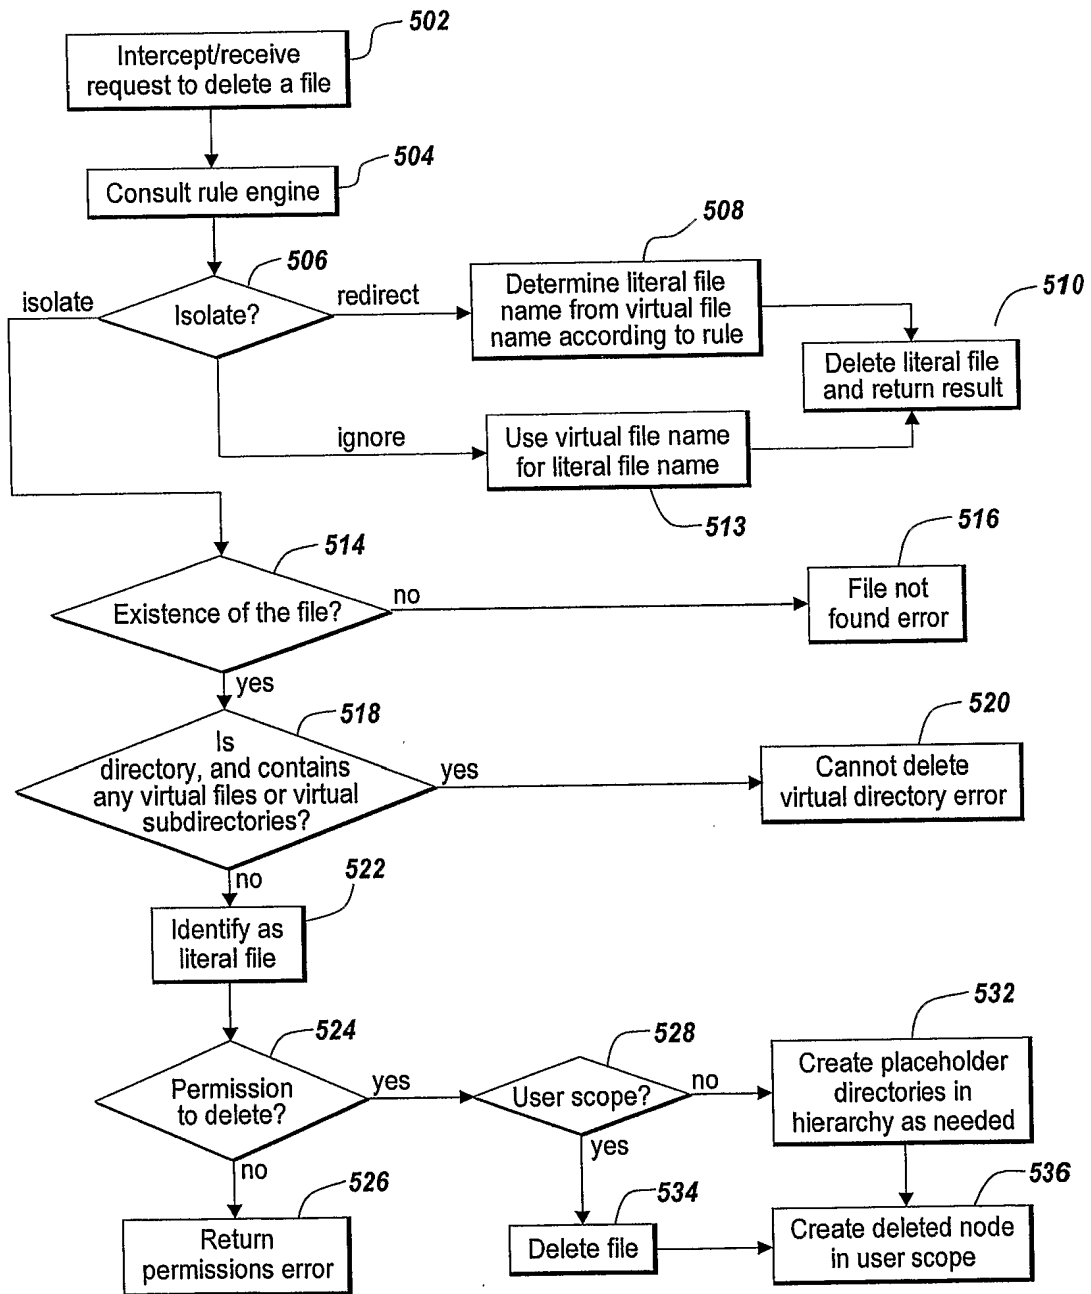 502
Intercept/receive
request to delete a file
504
Consult rule engine
506
508
510
isolate
Isolate?
redirect
Determine literal file
name from virtual file
name according to rule
Delete literal file
and return result
ignore
Use virtual file name
for literal file name
513
514
516
Existence of the file?
no
File not
found error
yes
518
520
Is
directory, and contains
any virtual files or virtual
subdirectories?
yes
Cannot delete
virtual directory error
no
522
Identify as
literal file
524
528
532
Permission
to delete?
yes
User scope?
no
Create placeholder
directories in
hierarchy as needed
no
yes
526
534
536
Return
permissions error
Delete file
Create deleted node
in user scope